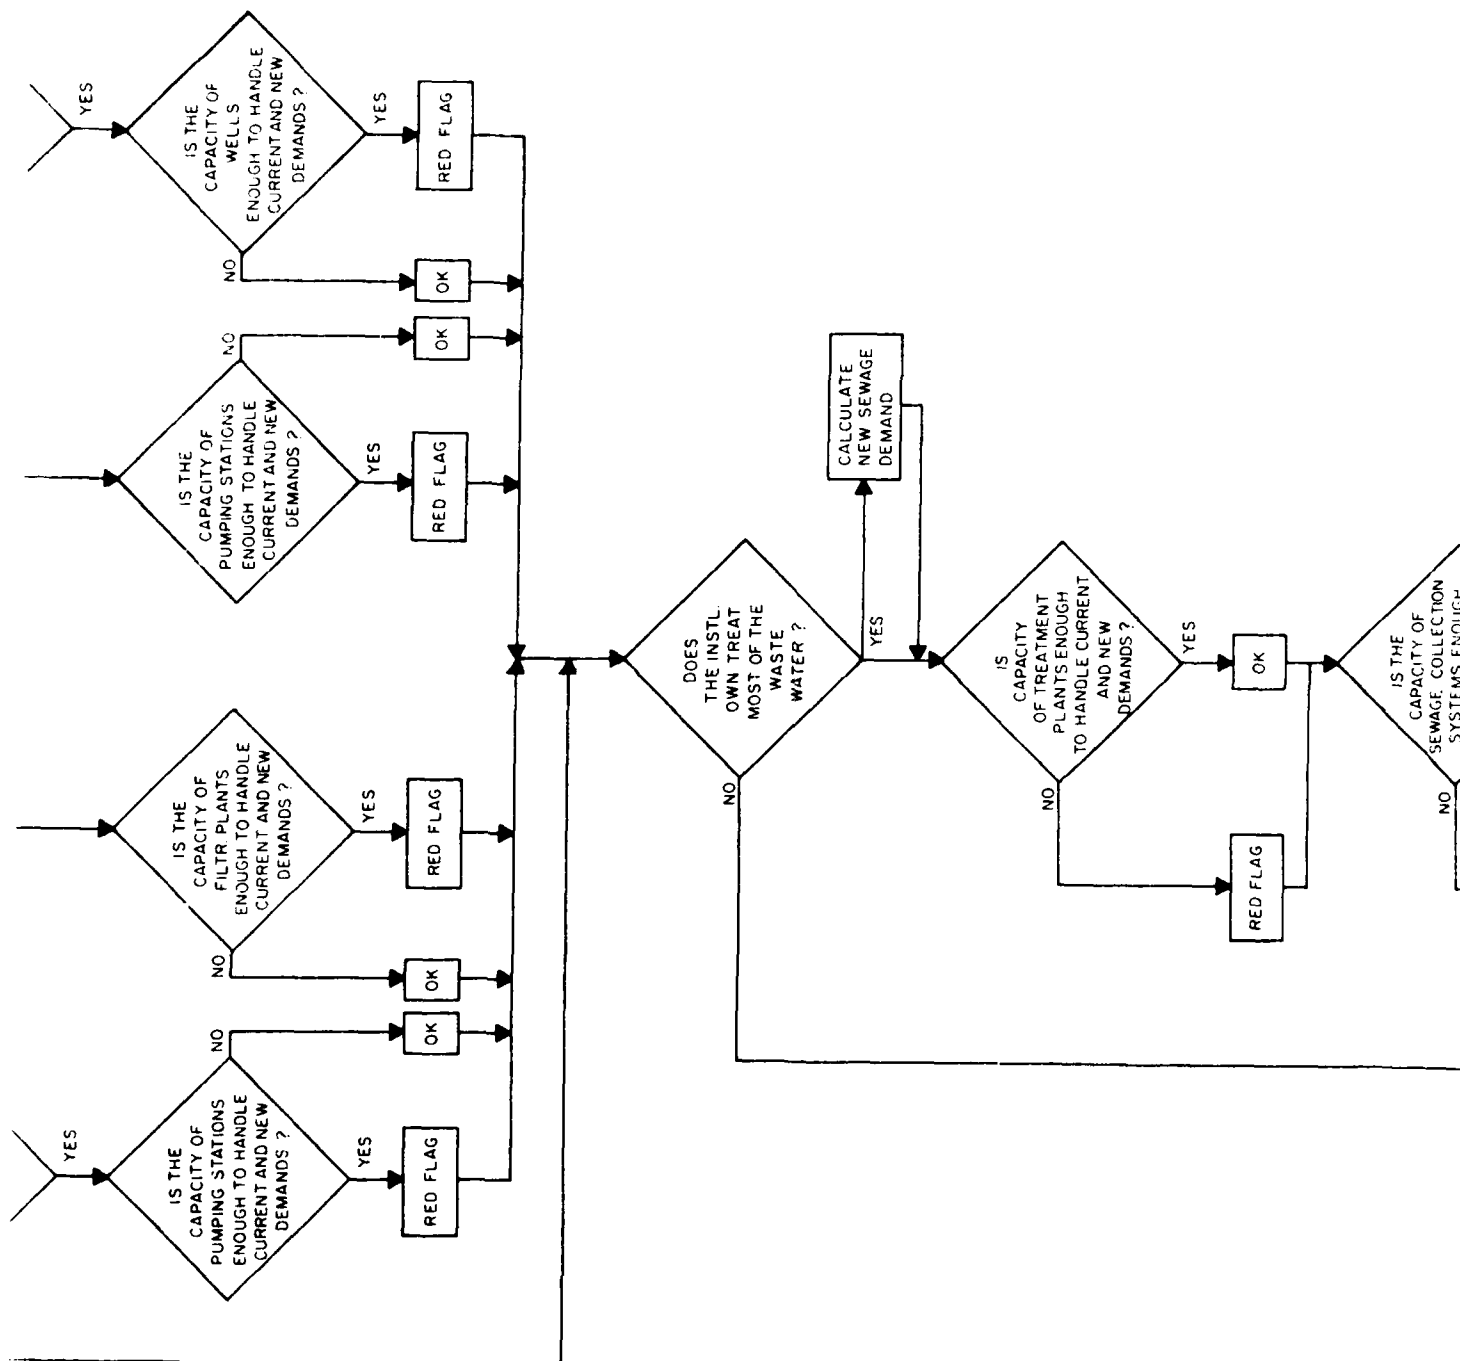 YES
IS THE
CAPACITY OF
WELLS
ENOUGH TO HANDLE
CURRENT AND NEW
DEMANDS ?
YES
RED FLAG
NO
OK
IS THE
CAPACITY OF
PUMPING STATIONS
ENOUGH TO HANDLE
CURRENT AND NEW
DEMANDS ?
NO
OK
YES
RED FLAG
IS THE
CAPACITY OF
FILTR. PLANTS
ENOUGH TO HANDLE
CURRENT AND NEW
DEMANDS ?
YES
RED FLAG
NO
OK
YES
IS THE
CAPACITY OF
PUMPING STATIONS
ENOUGH TO HANDLE
CURRENT AND NEW
DEMANDS ?
NO
OK
YES
RED FLAG
DOES
THE INSTL.
OWN TREAT
MOST OF THE
WASTE
WATER ?
YES
NO
CALCULATE
NEW SEWAGE
DEMAND
IS
CAPACITY
OF TREATMENT
PLANTS ENOUGH
TO HANDLE CURRENT
AND NEW
DEMANDS ?
YES
OK
NO
RED FLAG
IS THE
CAPACITY OF
SEWAGE COLLECTION
SYSTEMS ENOUGH
NO